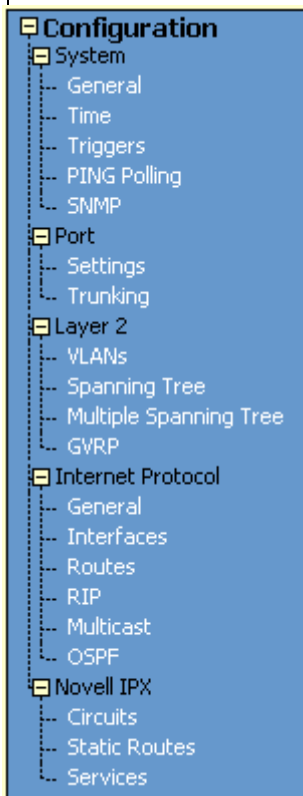 Configuration
System
General
Time
Triggers
PING Polling
SNMP
Port
Settings
Trunking
Layer 2
VLANs
Spanning Tree
Multiple Spanning Tree
GVRP
Internet Protocol
General
Interfaces
Routes
RIP
Multicast
OSPF
Novell IPX
Circuits
Static Routes
Services